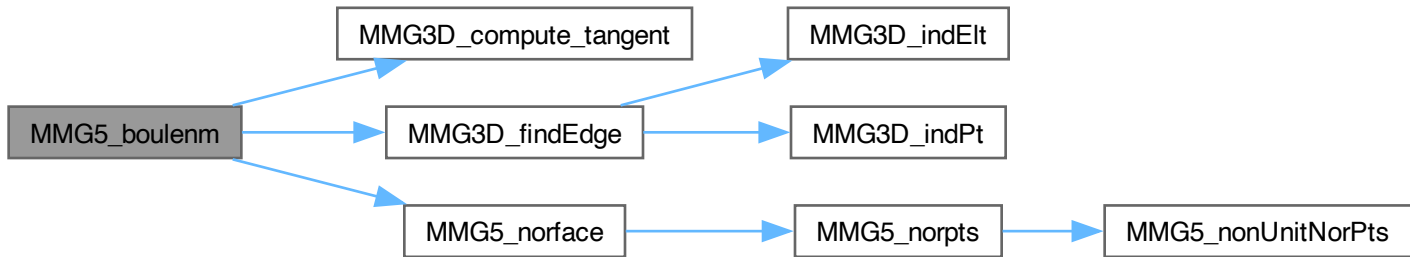 MMG3D_compute_tangent
MMG3D_indElt
MMG5_boulenm
MMG3D_findEdge
MMG3D_indPt
MMG5_norface
MMG5_norpts
MMG5_nonUnitNorPts